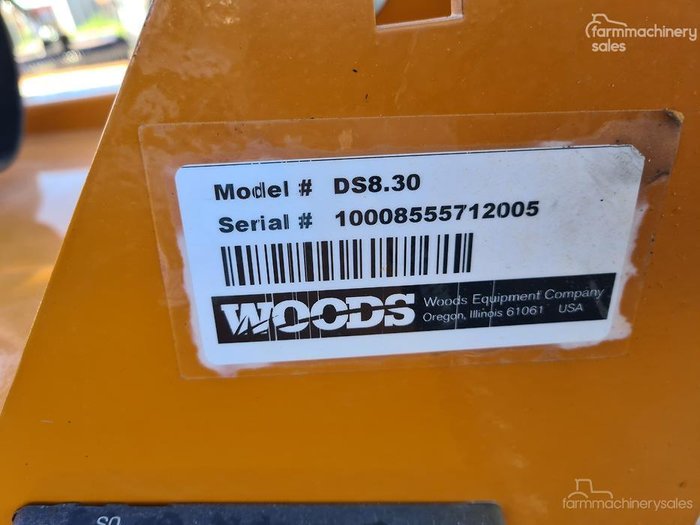 farmmachinery
sales
Model # DS8.30
Serial # 10008555712005
WOODS
Woods Equipment Company
Oregon, Illinois 61061 USA
farmmachinerysales